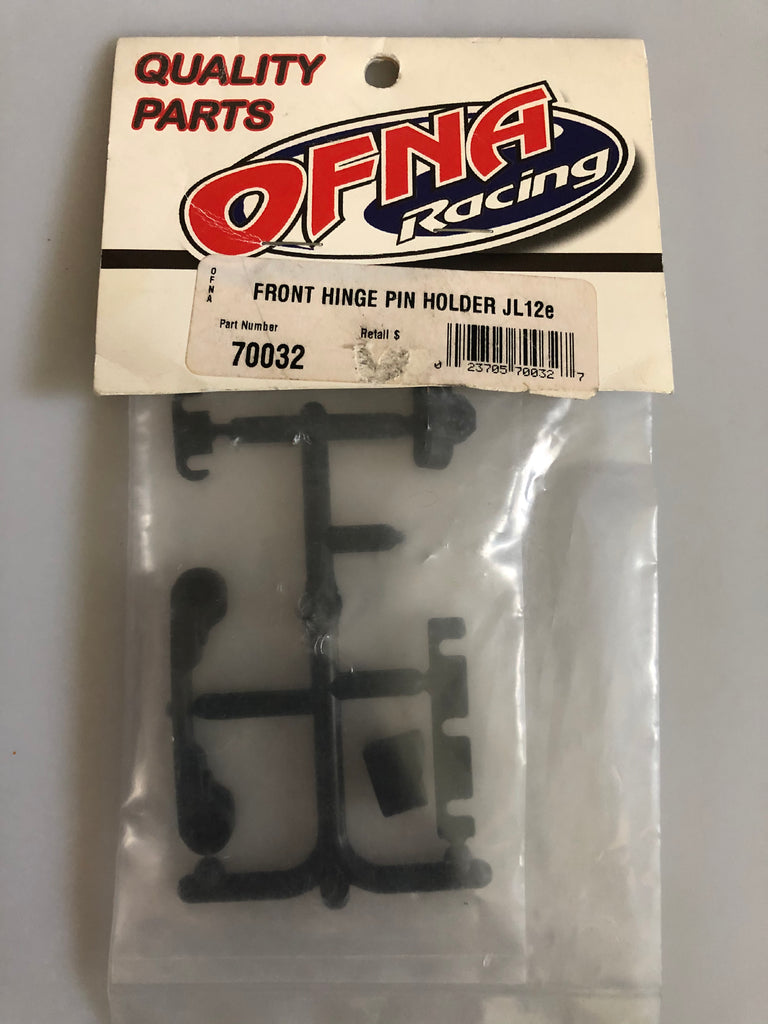 QUALITY
PARTS
OFNA
Racing
OFNA
FRONT HINGE PIN HOLDER JL12e
Part Number
Retail $
70032
0 23705 70032 7